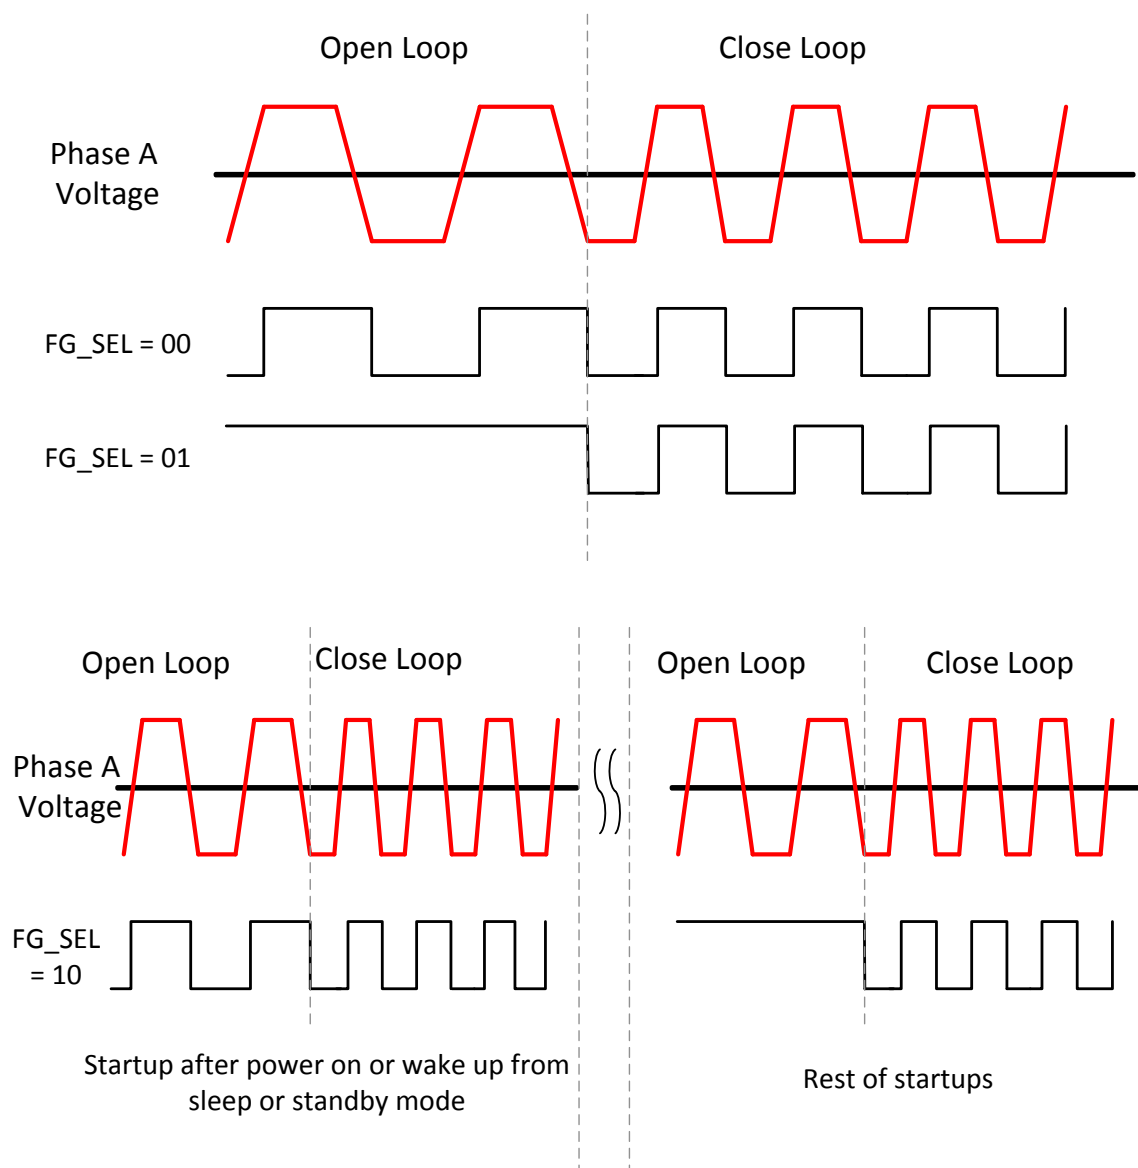 Open Loop
Close Loop
Phase A
Voltage
FG_SEL = 00
FG_SEL = 01
Open Loop
Close Loop
Open Loop
Close Loop
Phase A
Voltage
FG_SEL
= 10
Startup after power on or wake up from
sleep or standby mode
Rest of startups